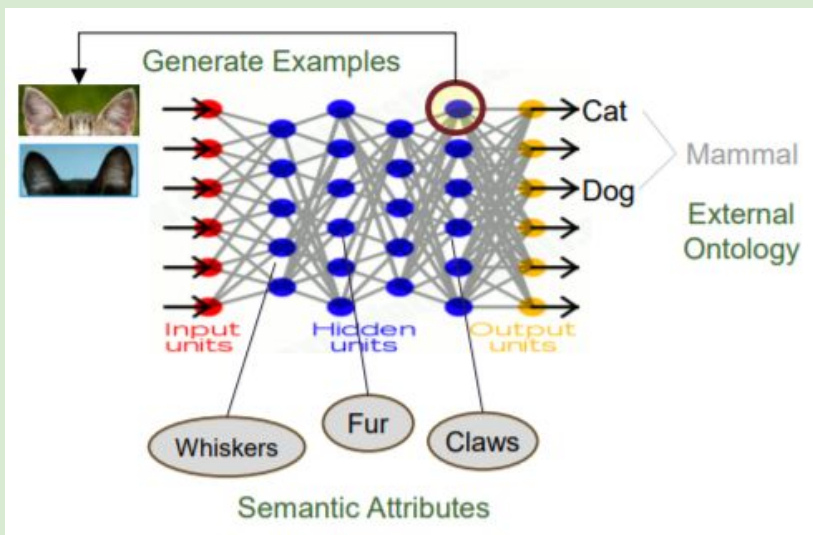 Generate Examples
Cat
Mammal
Dog
External
Ontology
Input
units
Hidden
units
Output
units
Whiskers
Fur
Claws
Semantic Attributes